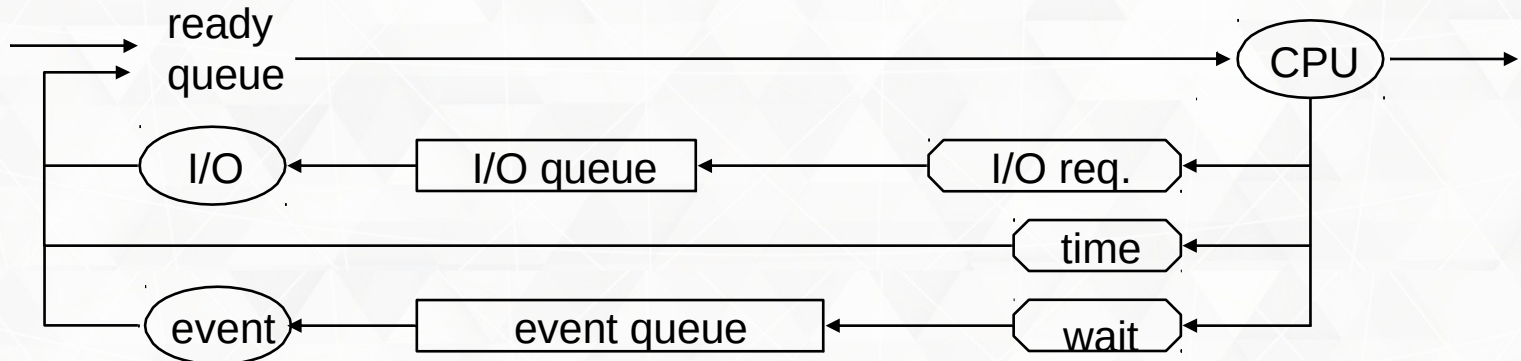 ready
queue
CPU
I/O
I/O queue
I/O req.
time
event
event queue
wait